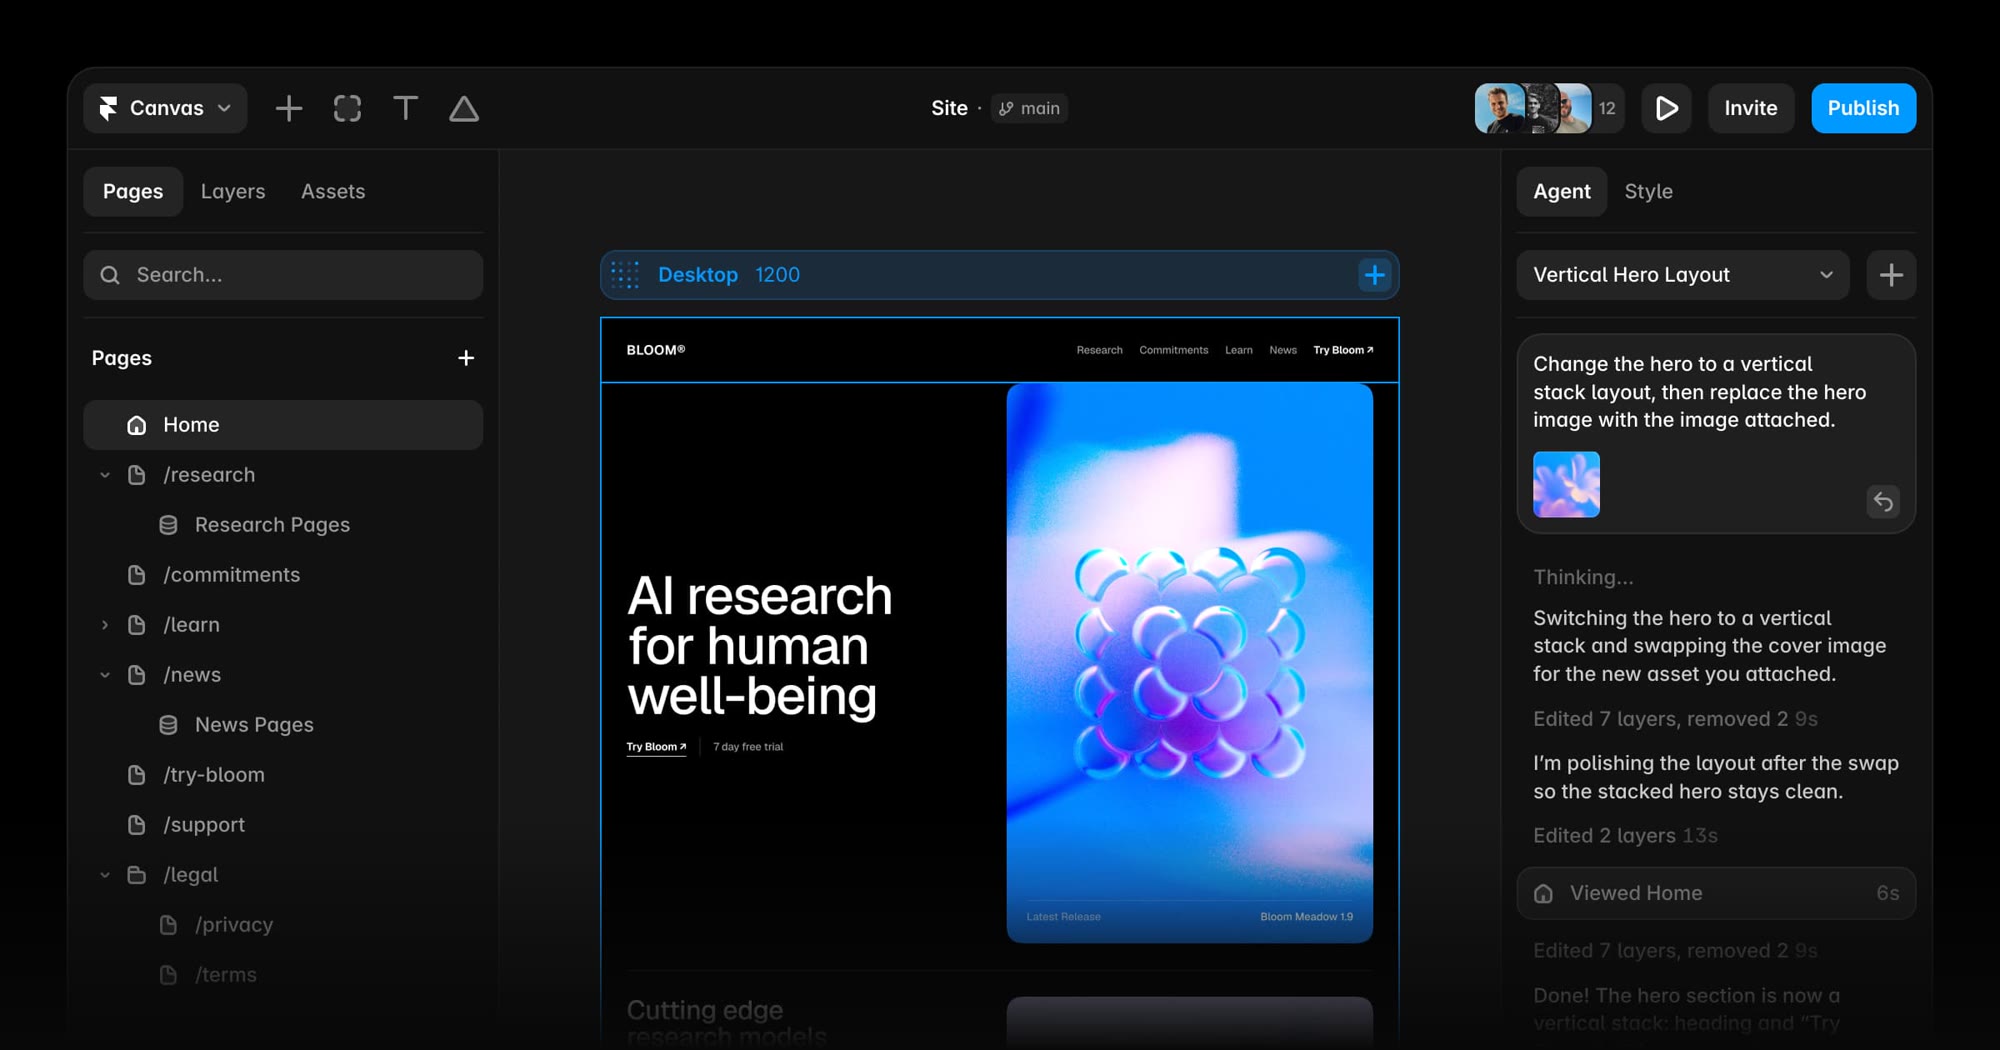 Canvas
Site · main
12
Invite
Publish
Pages
Layers
Assets
Search...
Pages
Home
/research
Research Pages
/commitments
/learn
/news
News Pages
/try-bloom
/support
/legal
/privacy
/terms
Desktop 1200
BLOOM®
Research
Commitments
Learn
News
Try Bloom
AI research
for human
well-being
Try Bloom
7 day free trial
Latest Release
Bloom Meadow 1.9
Cutting edge
research models
Agent
Style
Vertical Hero Layout
Change the hero to a vertical
stack layout, then replace the hero
image with the image attached.
Thinking...
Switching the hero to a vertical
stack and swapping the cover image
for the new asset you attached.
Edited 7 layers, removed 2 9s
I’m polishing the layout after the swap
so the stacked hero stays clean.
Edited 2 layers 13s
Viewed Home 6s
Edited 7 layers, removed 2 9s
Done! The hero section is now a
vertical stack: heading and “Try